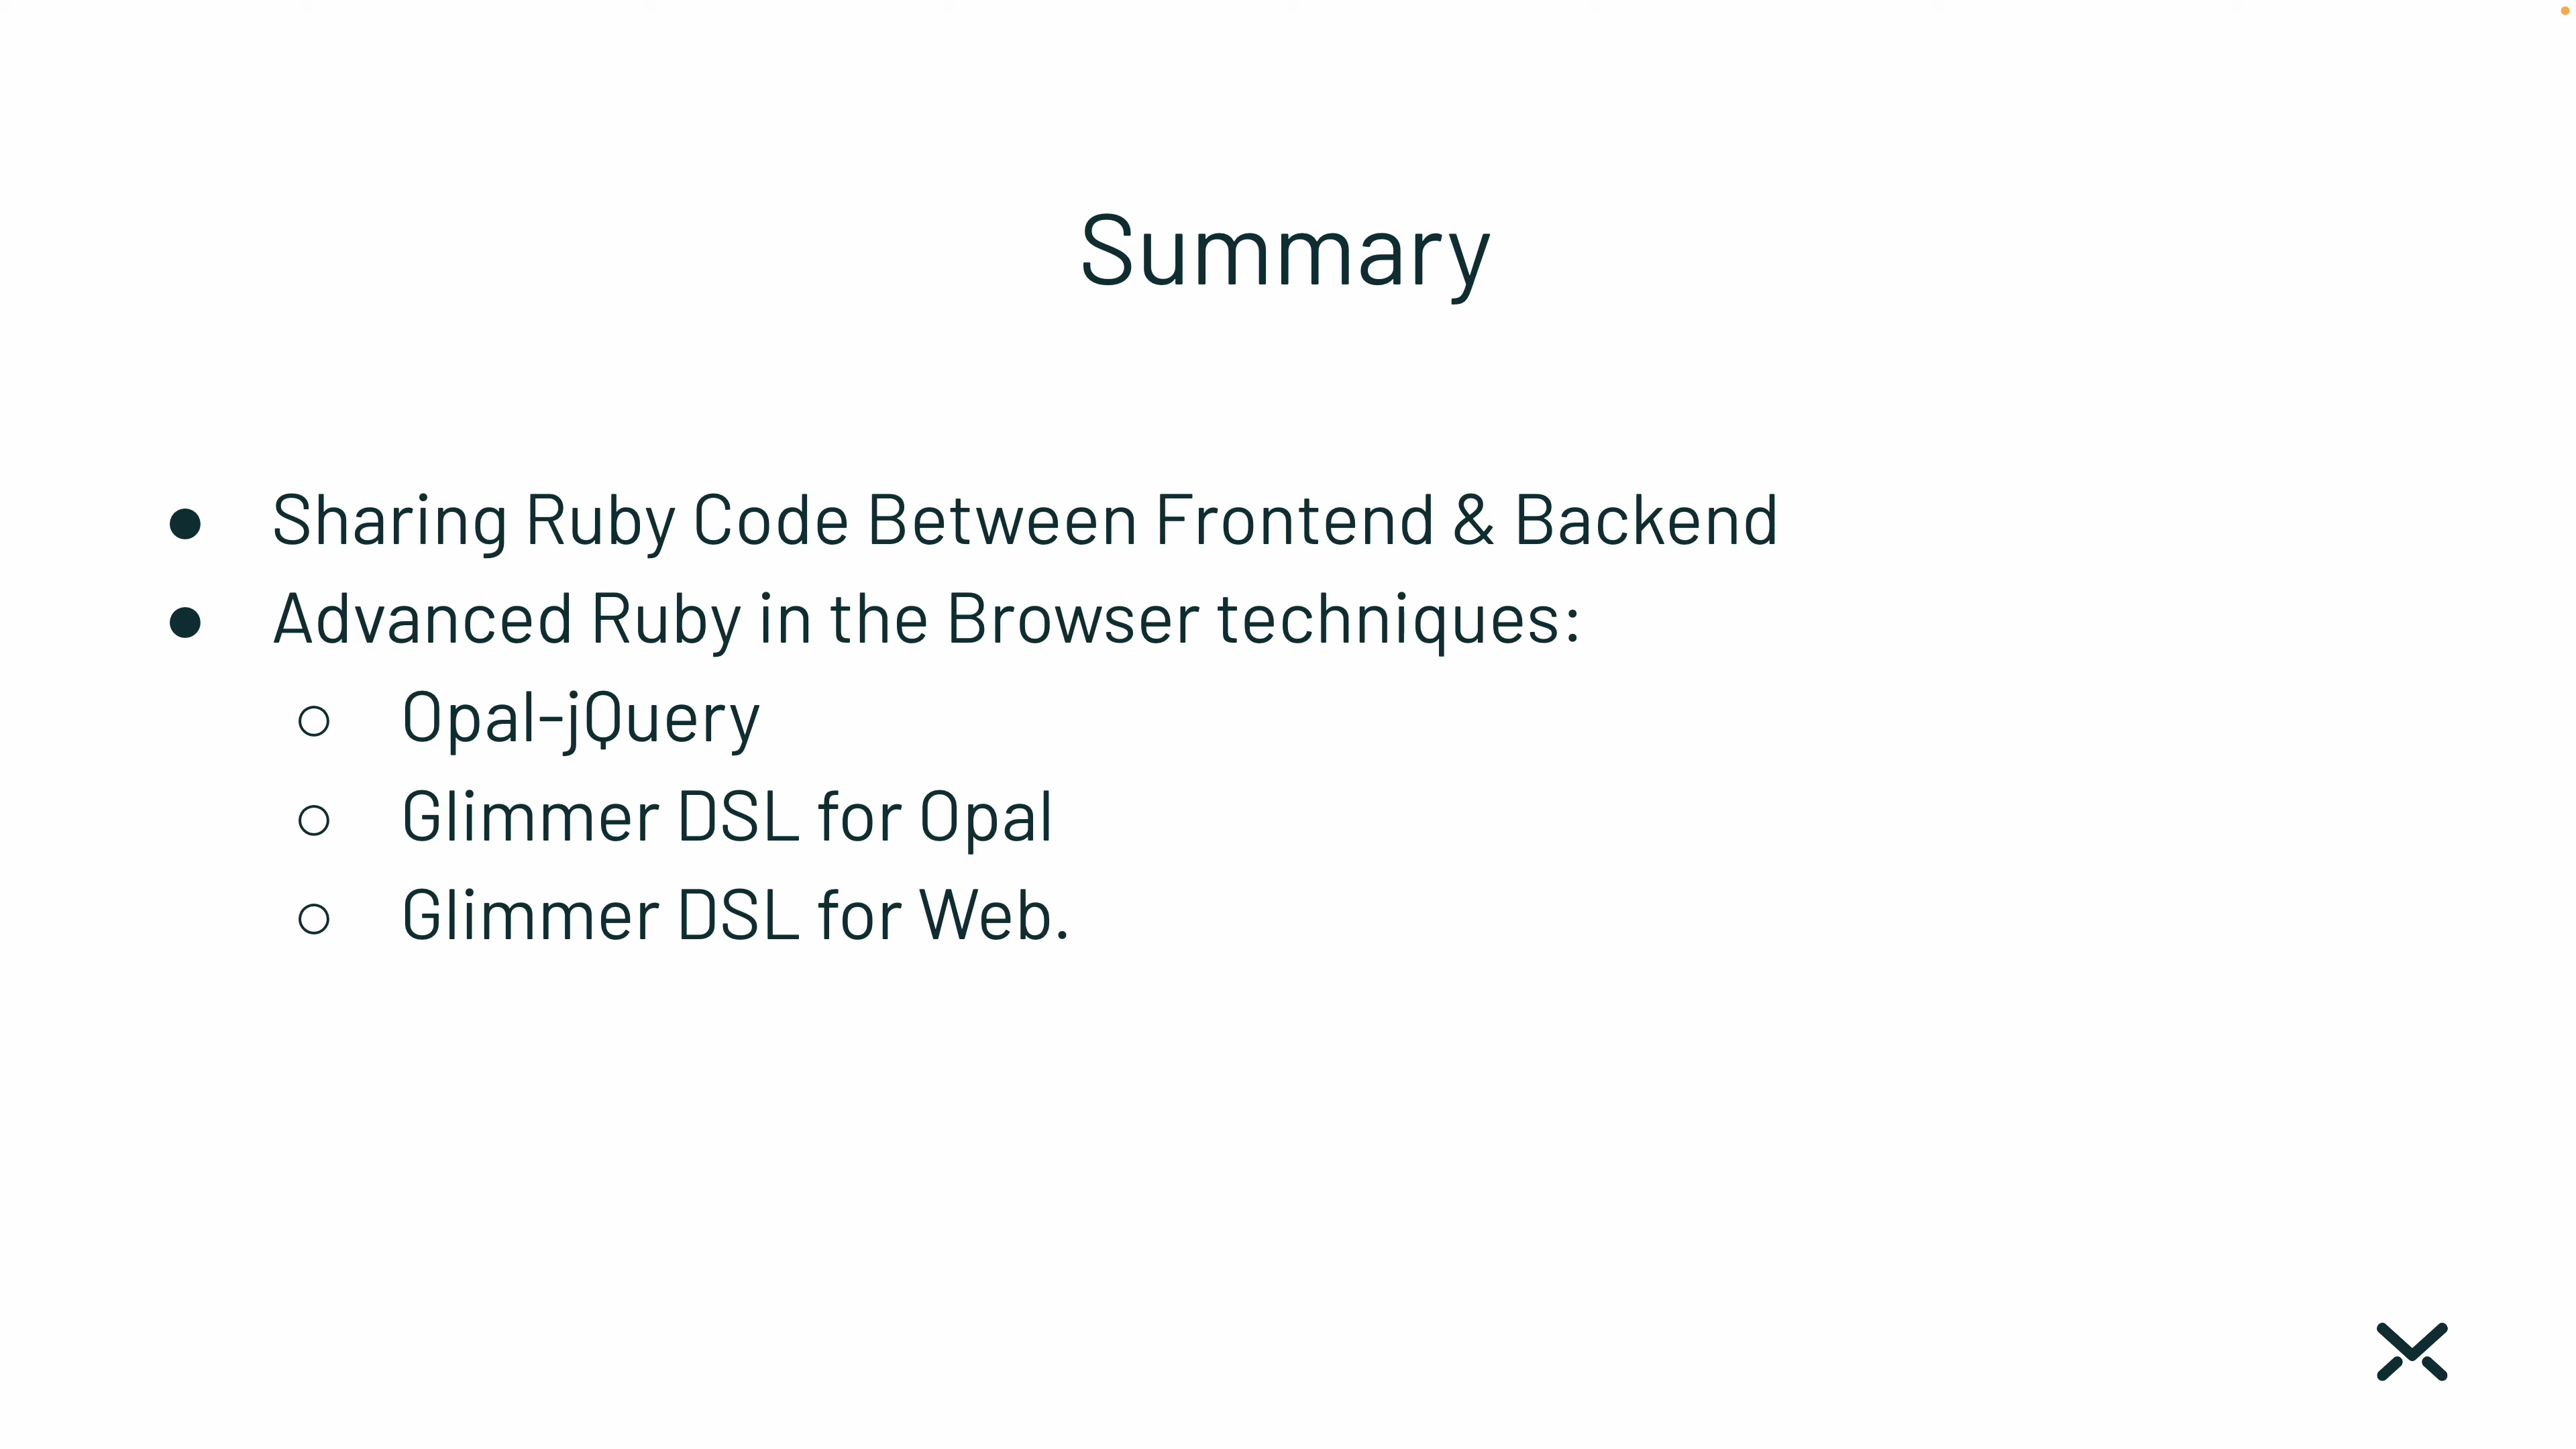 Summary
● Sharing Ruby Code Between Frontend & Backend
● Advanced Ruby in the Browser techniques:
○ Opal-jQuery
○ Glimmer DSL for Opal
○ Glimmer DSL for Web.